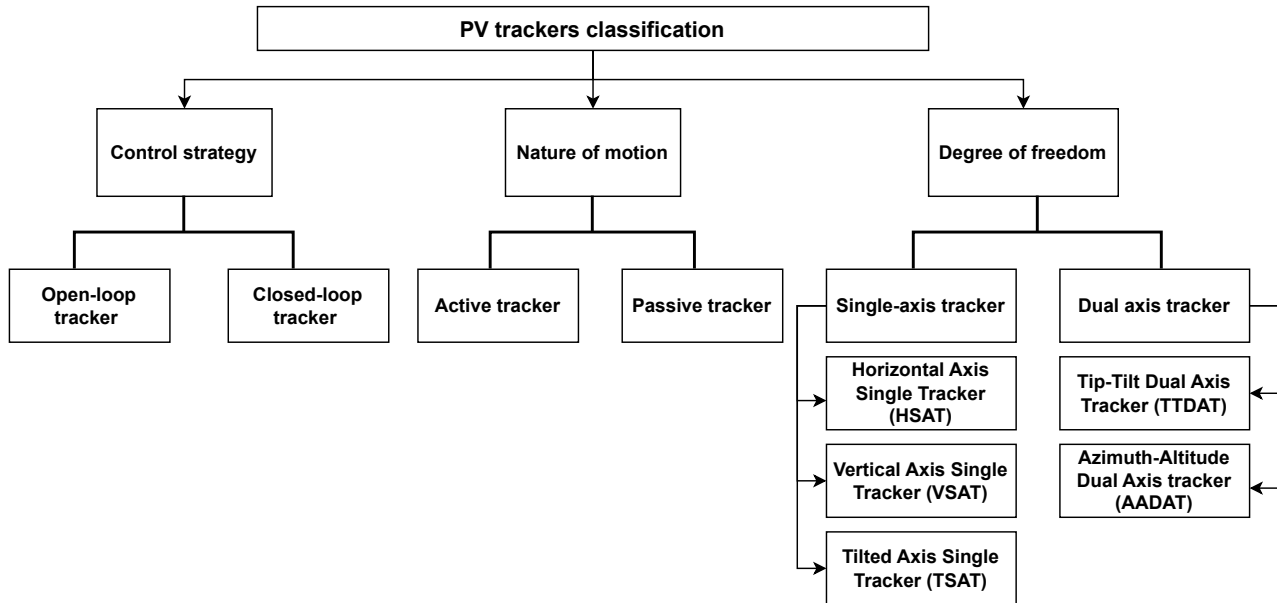 PV trackers classification
Control strategy
Nature of motion
Degree of freedom
Open-loop
tracker
Closed-loop
tracker
Active tracker
Passive tracker
Single-axis tracker
Dual axis tracker
Horizontal Axis
Single Tracker
(HSAT)
Tip-Tilt Dual Axis
Tracker (TTDAT)
Vertical Axis Single
Tracker (VSAT)
Azimuth-Altitude
Dual Axis tracker
(AADAT)
Tilted Axis Single
Tracker (TSAT)